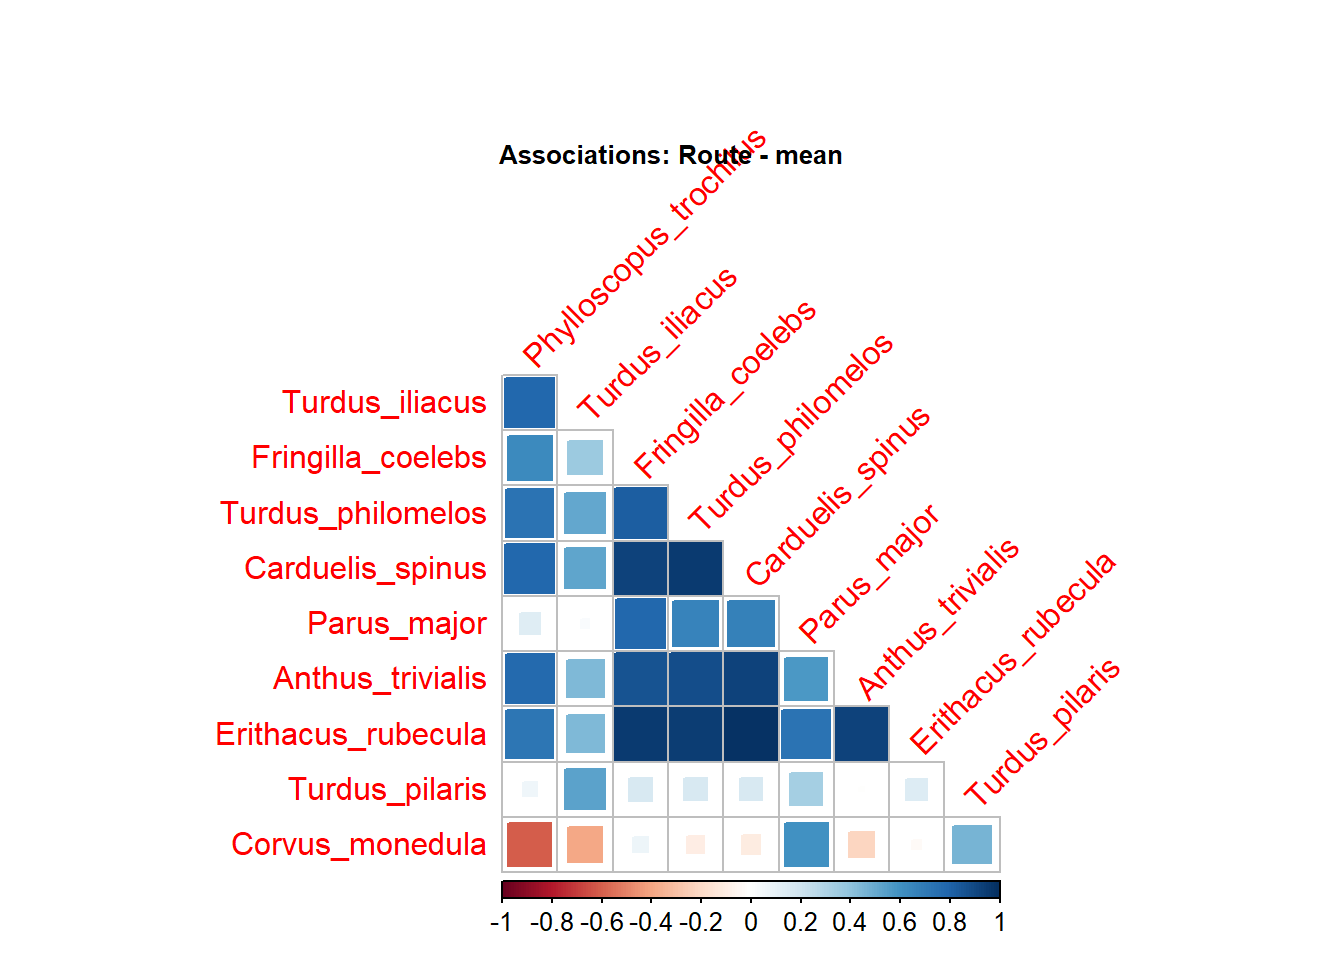 Associations: Route - mean
Phylloscopus_trochilus
Turdus_iliacus
Fringilla_coelebs
Turdus_philomelos
Carduelis_spinus
Parus_major
Anthus_trivialis
Erithacus_rubecula
Turdus_pilaris
Turdus_iliacus
Fringilla_coelebs
Turdus_philomelos
Carduelis_spinus
Parus_major
Anthus_trivialis
Erithacus_rubecula
Turdus_pilaris
Corvus_monedula
-1 -0.8 -0.6 -0.4 -0.2 0 0.2 0.4 0.6 0.8 1